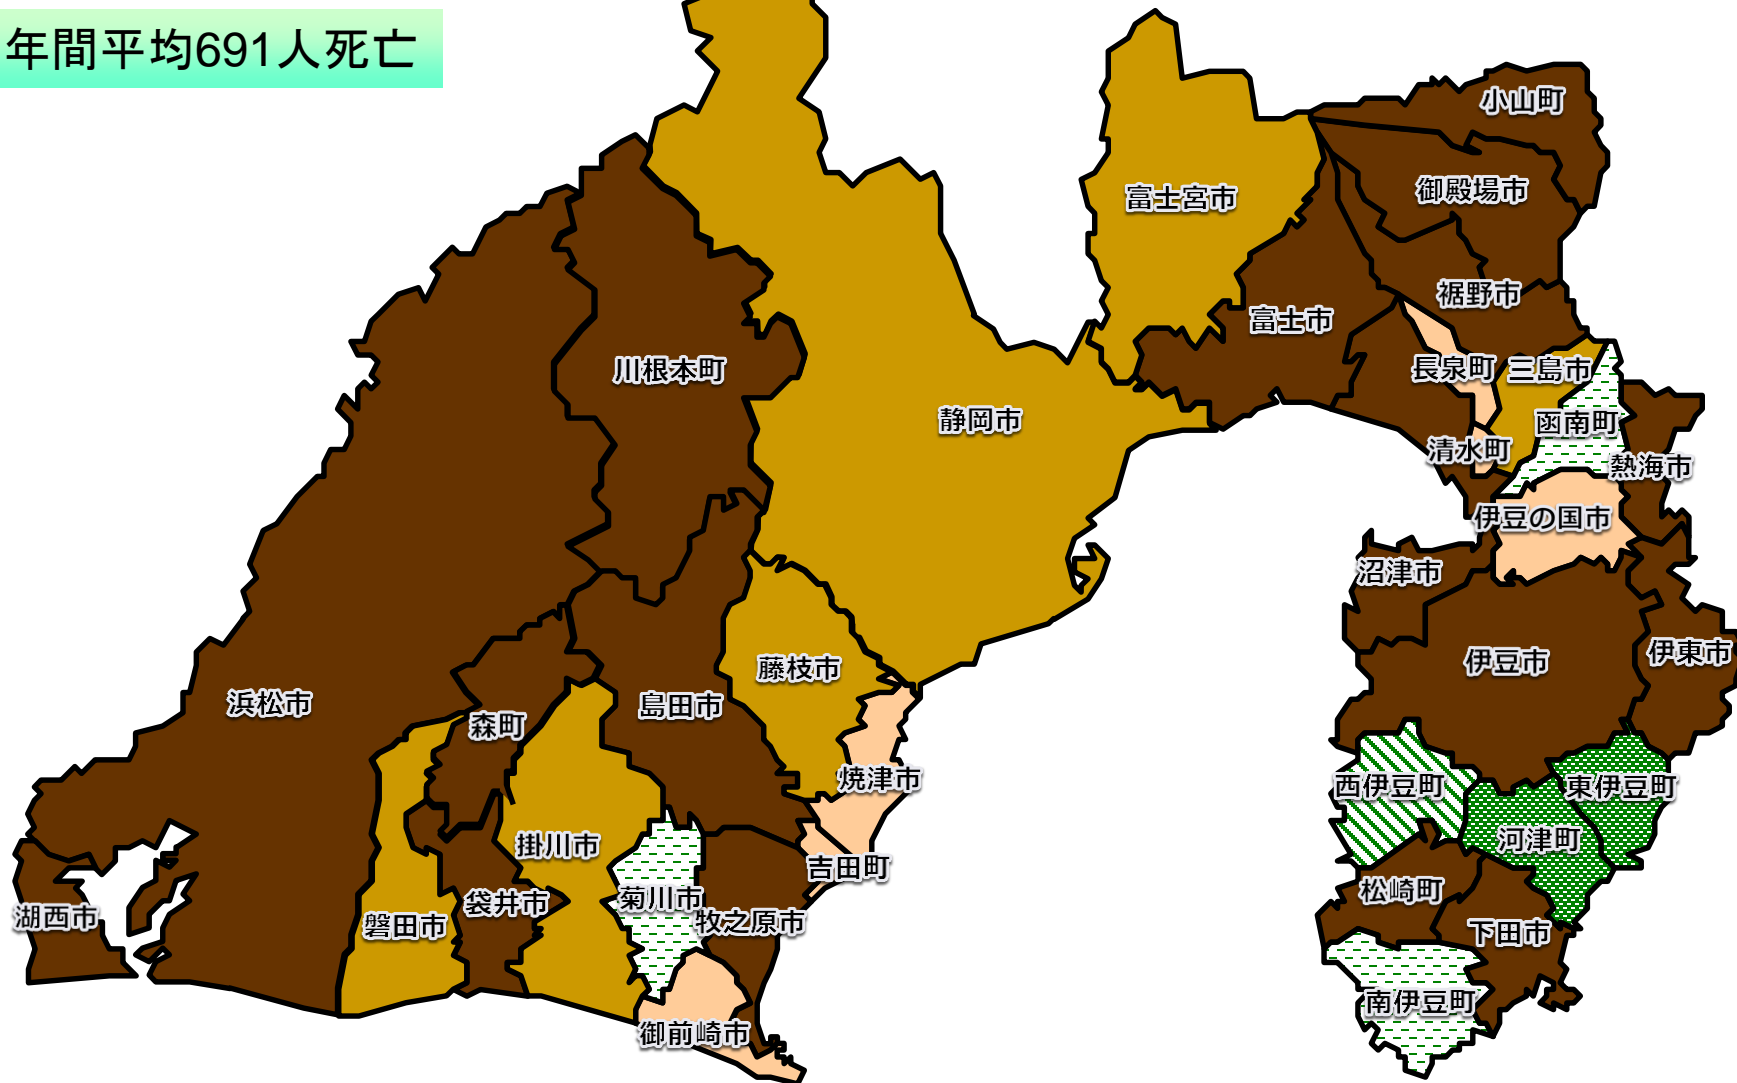 年間平均691人死亡
小山町
御殿場市
富士宮市
裾野市
富士市
川根本町
長泉町
三島市
静岡市
函南町
清水町
熱海市
伊豆の国市
沼津市
伊豆市
伊東市
藤枝市
浜松市
島田市
森町
焼津市
西伊豆町
東伊豆町
掛川市
河津町
吉田町
松崎町
菊川市
袋井市
湖西市
磐田市
牧之原市
下田市
南伊豆町
御前崎市